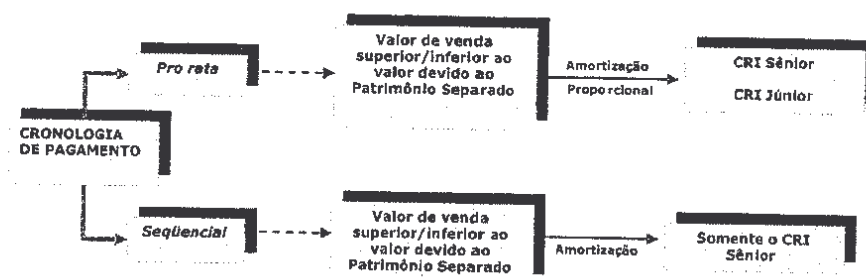 CRONOLOGIA
DE PAGAMENTO
Pro rata
Valor de venda
superior/inferior ao
valor devido ao
Patrimônio Separado
Amortização
Proporcional
CRI Sênior
CRI Júnior
Seqüencial
Valor de venda
superior/inferior ao
valor devido ao
Patrimônio Separado
Amortização
Somente o CRI
Sênior